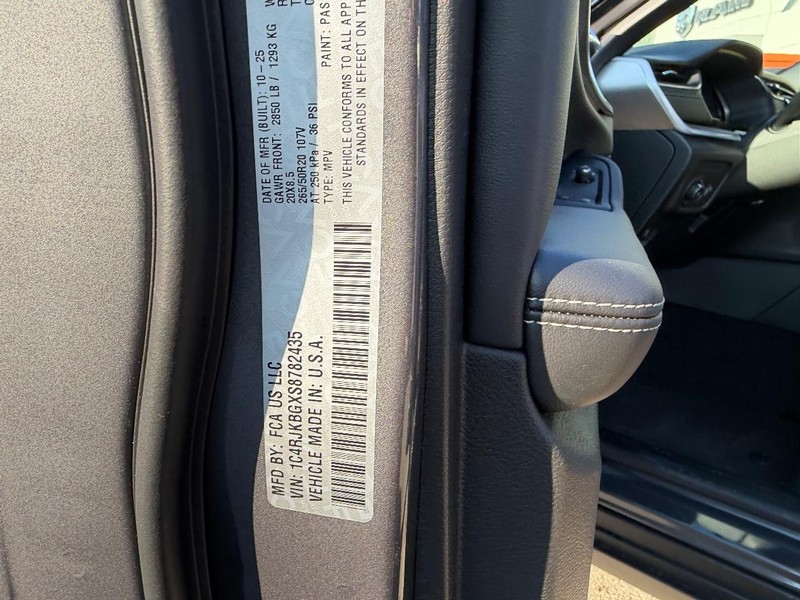 MFD BY: FCA US LLC
DATE OF MFR (BUILT): 10-25
GAWR FRONT: 2850 LB / 1293 KG
20X8.5
265/50R20 107V
AT 250 kPa / 36 PSI
TYPE: MPV
PAINT: PAS
THIS VEHICLE CONFORMS TO ALL APP
STANDARDS IN EFFECT ON TH
VIN: 1C4RJKBGXS8782435
VEHICLE MADE IN: U.S.A.